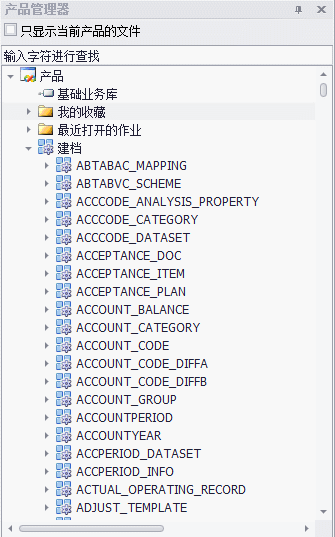 产品管理器
只显示当前产品的文件
输入字符进行查找
产品
基础业务库
我的收藏
最近打开的作业
建档
ABTABAC_MAPPING
ABTABVC_SCHEME
ACCCODE_ANALYSIS_PROPERTY
ACCCODE_CATEGORY
ACCCODE_DATASET
ACCEPTANCE_DOC
ACCEPTANCE_ITEM
ACCEPTANCE_PLAN
ACCOUNT_BALANCE
ACCOUNT_CATEGORY
ACCOUNT_CODE
ACCOUNT_CODE_DIFFA
ACCOUNT_CODE_DIFFB
ACCOUNT_GROUP
ACCOUNTPERIOD
ACCOUNTYEAR
ACCPERIOD_DATASET
ACCPERIOD_INFO
ACTUAL_OPERATING_RECORD
ADJUST_TEMPLATE